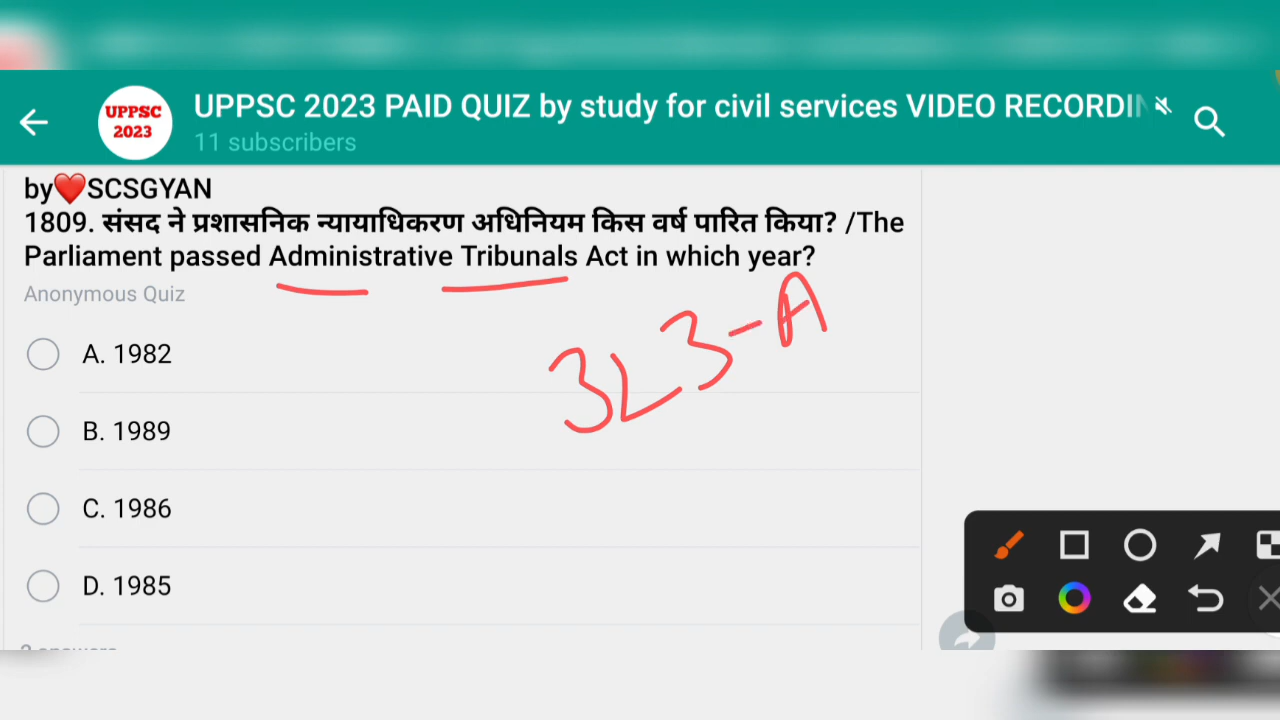 UPPSC
2023
UPPSC 2023 PAID QUIZ by study for civil services VIDEO RECORDIN
11 subscribers
by❤️SCSGYAN
1809. संसद ने प्रशासनिक न्यायाधिकरण अधिनियम किस वर्ष पारित किया? /The
Parliament passed Administrative Tribunals Act in which year?
Anonymous Quiz
323-A
A. 1982
B. 1989
C. 1986
D. 1985